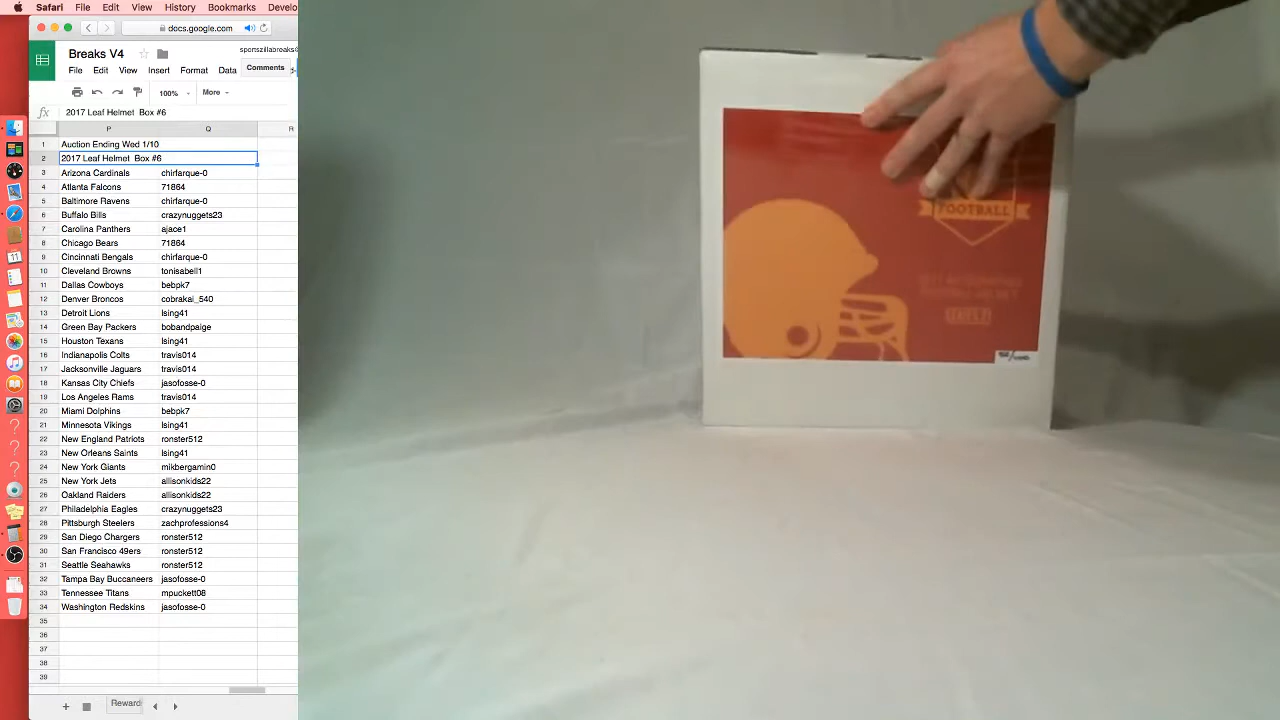 Safari File Edit View History Bookmarks Develo
docs.google.com
Breaks V4
sportszillabreaks@
File Edit View Insert Format Data
Comments
100% More
fx 2017 Leaf Helmet Box #6
P Q R
1 Auction Ending Wed 1/10
2 2017 Leaf Helmet Box #6
3 Arizona Cardinals chirfarque-0
4 Atlanta Falcons 71864
5 Baltimore Ravens chirfarque-0
6 Buffalo Bills crazynuggets23
7 Carolina Panthers ajace1
8 Chicago Bears 71864
9 Cincinnati Bengals chirfarque-0
10 Cleveland Browns tonisabell1
11 Dallas Cowboys bebpk7
12 Denver Broncos cobrakai_540
13 Detroit Lions lsing41
14 Green Bay Packers bobandpaige
15 Houston Texans lsing41
16 Indianapolis Colts travis014
17 Jacksonville Jaguars travis014
18 Kansas City Chiefs jasofosse-0
19 Los Angeles Rams travis014
20 Miami Dolphins bebpk7
21 Minnesota Vikings lsing41
22 New England Patriots ronster512
23 New Orleans Saints lsing41
24 New York Giants mikbergamin0
25 New York Jets allisonkids22
26 Oakland Raiders allisonkids22
27 Philadelphia Eagles crazynuggets23
28 Pittsburgh Steelers zachprofessions4
29 San Diego Chargers ronster512
30 San Francisco 49ers ronster512
31 Seattle Seahawks ronster512
32 Tampa Bay Buccaneers jasofosse-0
33 Tennessee Titans mpuckett08
34 Washington Redskins jasofosse-0
35
36
37
38
39
Reward
FOOTBALL